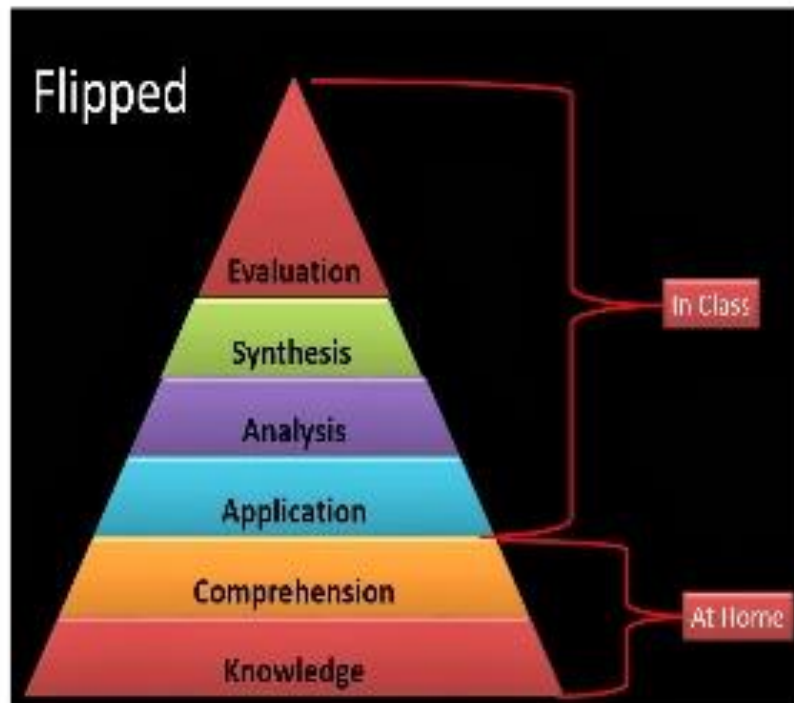 Flipped
Evaluation
In Class
Synthesis
Analysis
Application
Comprehension
At Home
Knowledge